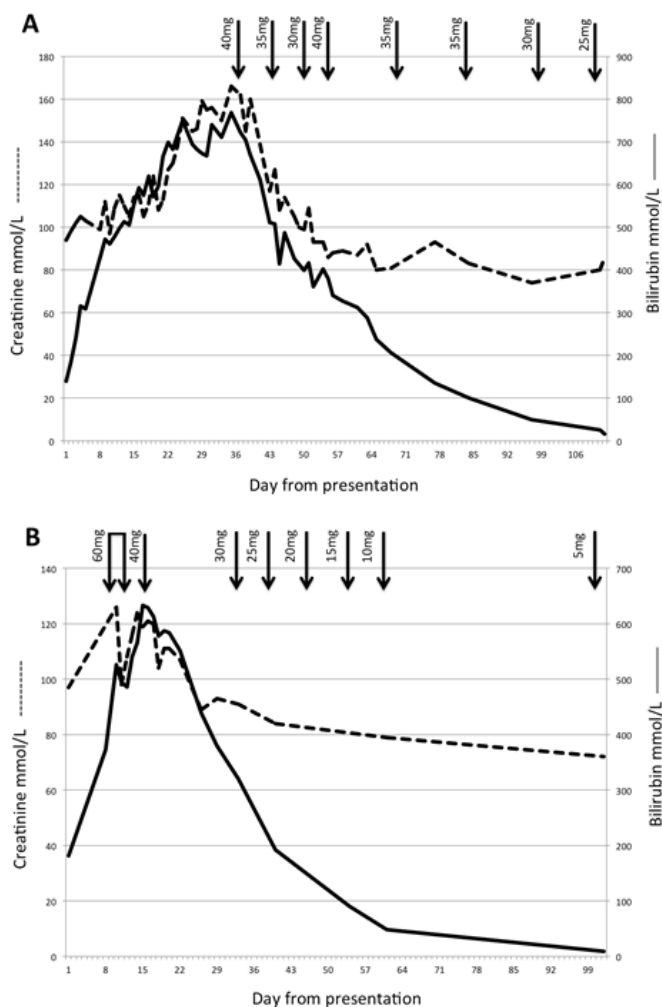 A
40mg 35mg 30mg 40mg 35mg 35mg 30mg 25mg
180 900
160 800
140 700
120 600
100 500
80 400
60 300
40 200
20 100
0 0
Creatinine mmol/L
Bilirubin mmol/L
1 8 15 22 29 36 43 50 57 64 71 78 85 92 99 106
Day from presentation
B
60mg 40mg 30mg 25mg 20mg 15mg 10mg 5mg
140 700
120 600
100 500
80 400
60 300
40 200
20 100
0 0
Creatinine mmol/L
Bilirubin mmol/L
1 8 15 22 29 36 43 50 57 64 71 78 85 92 99
Day from presentation